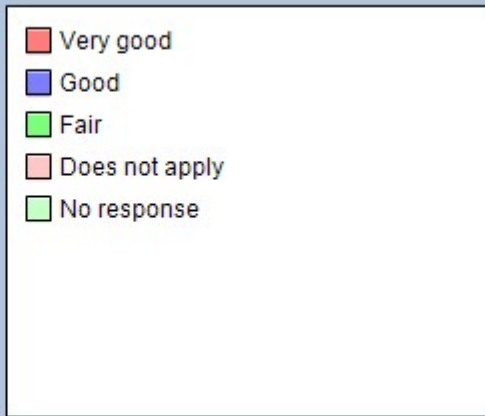 Very good
Good
Fair
Does not apply
No response